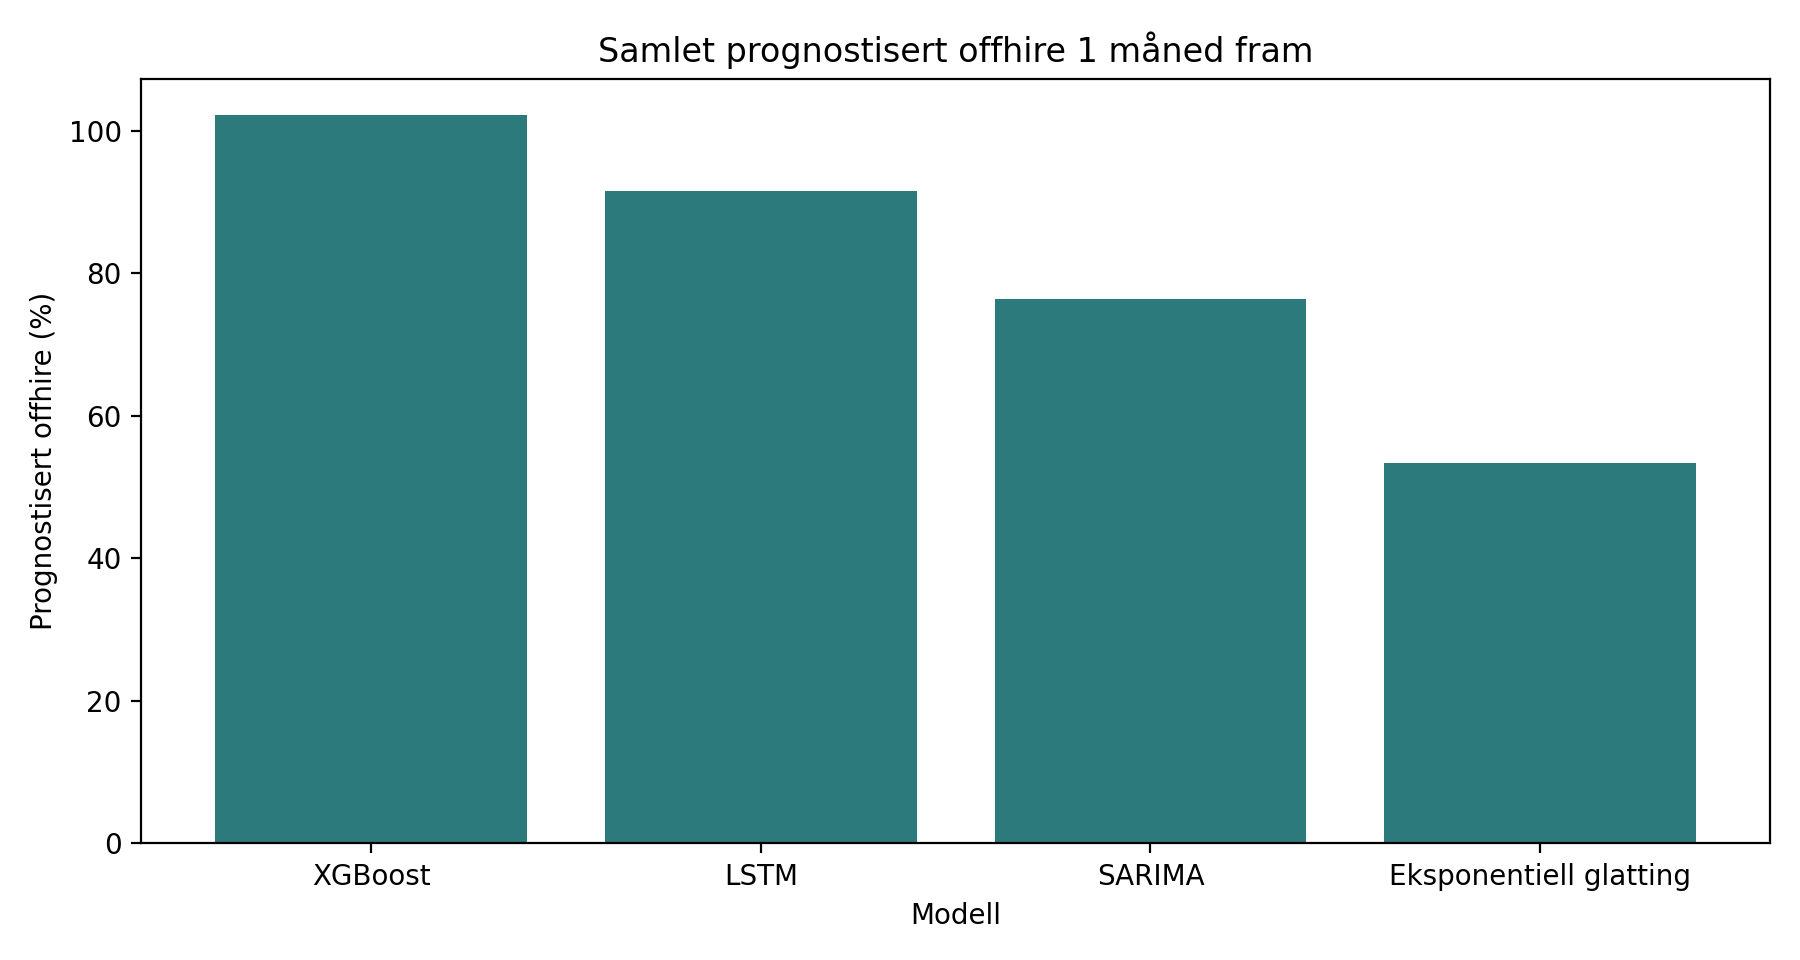 Samlet prognostisert offhire 1 måned fram
Prognostisert offhire (%)
100
80
60
40
20
0
XGBoost
LSTM
SARIMA
Eksponentiell glatting
Modell